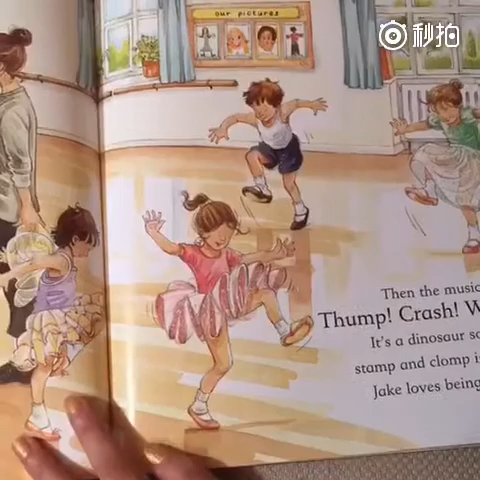 our pictures
秒拍
Then the music
Thump! Crash!
It's a dinosaur
stamp and clomp
Jake loves being